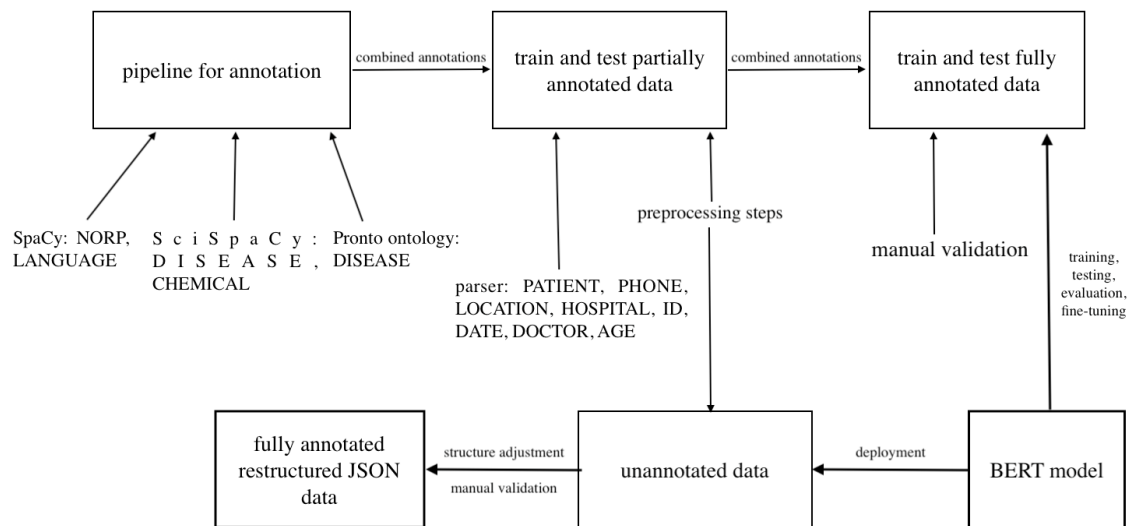 pipeline for annotation
combined annotations
train and test partially
annotated data
combined annotations
train and test fully
annotated data
SpaCy: NORP,
LANGUAGE
S c i S p a C y :
D I S E A S E ,
CHEMICAL
Pronto ontology:
DISEASE
parser: PATIENT, PHONE,
LOCATION, HOSPITAL, ID,
DATE, DOCTOR, AGE
preprocessing steps
manual validation
training,
testing,
evaluation,
fine-tuning
fully annotated
restructured JSON
data
structure adjustment
manual validation
unannotated data
deployment
BERT model